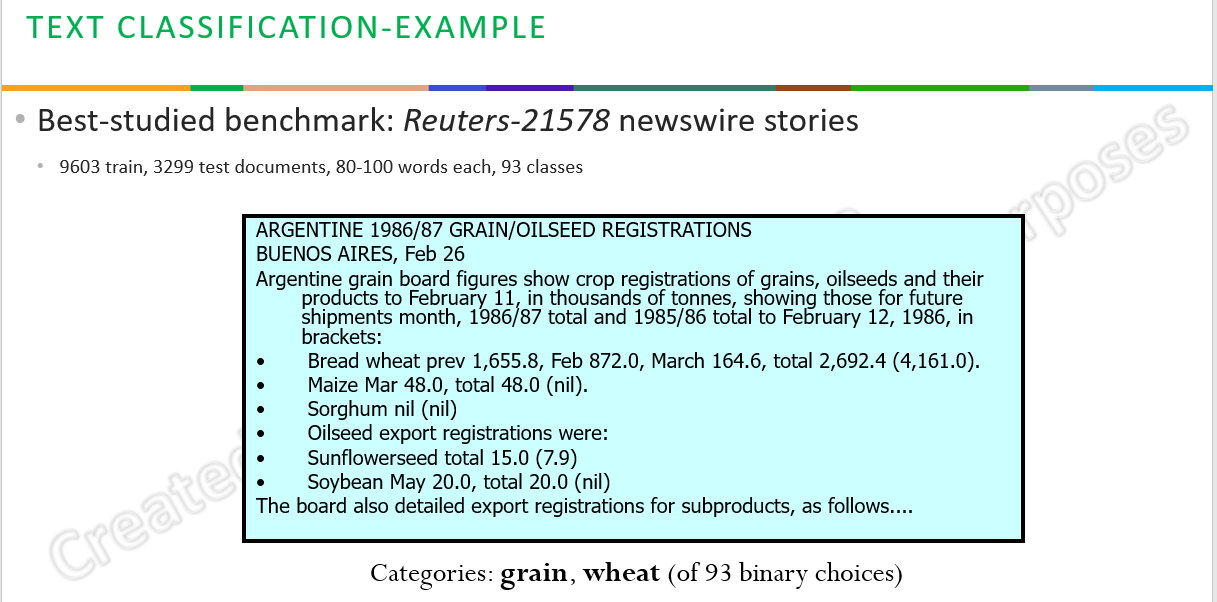 TEXT CLASSIFICATION-EXAMPLE
• Best-studied benchmark: Reuters-21578 newswire stories
• 9603 train, 3299 test documents, 80-100 words each, 93 classes
ARGENTINE 1986/87 GRAIN/OILSEED REGISTRATIONS
BUENOS AIRES, Feb 26
Argentine grain board figures show crop registrations of grains, oilseeds and their
products to February 11, in thousands of tonnes, showing those for future
shipments month, 1986/87 total and 1985/86 total to February 12, 1986, in
brackets:
• Bread wheat prev 1,655.8, Feb 872.0, March 164.6, total 2,692.4 (4,161.0).
• Maize Mar 48.0, total 48.0 (nil).
• Sorghum nil (nil)
• Oilseed export registrations were:
• Sunflowerseed total 15.0 (7.9)
• Soybean May 20.0, total 20.0 (nil)
The board also detailed export registrations for subproducts, as follows....
Categories: grain, wheat (of 93 binary choices)
Created